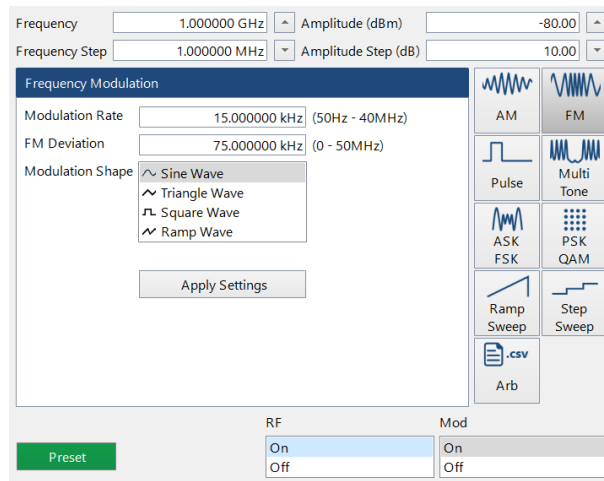 Frequency 1.000000 GHz Amplitude (dBm) -80.00
Frequency Step 1.000000 MHz Amplitude Step (dB) 10.00
Frequency Modulation
Modulation Rate 15.000000 kHz (50Hz - 40MHz)
FM Deviation 75.000000 kHz (0 - 50MHz)
Modulation Shape
Sine Wave
Triangle Wave
Square Wave
Ramp Wave
Apply Settings
AM
FM
Pulse
Multi
Tone
ASK
FSK
PSK
QAM
Ramp
Sweep
Step
Sweep
.csv
Arb
Preset
RF
On
Off
Mod
On
Off